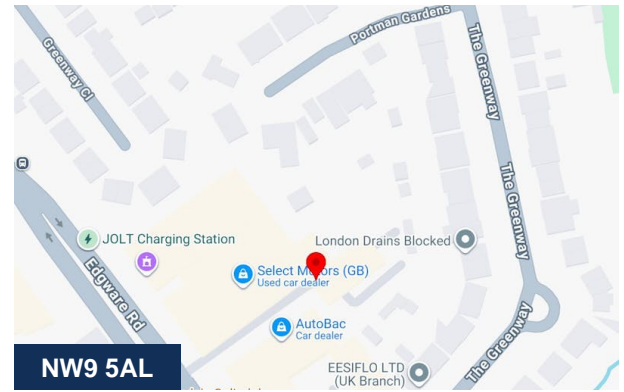 Greenway Cl
Portman Gardens
The Greenway
The Greenway
JOLT Charging Station
London Drains Blocked
Select Motors (GB)
Used car dealer
Edgware Rd
AutoBac
Car dealer
EESIFLO LTD
(UK Branch)
The Greenway
NW9 5AL